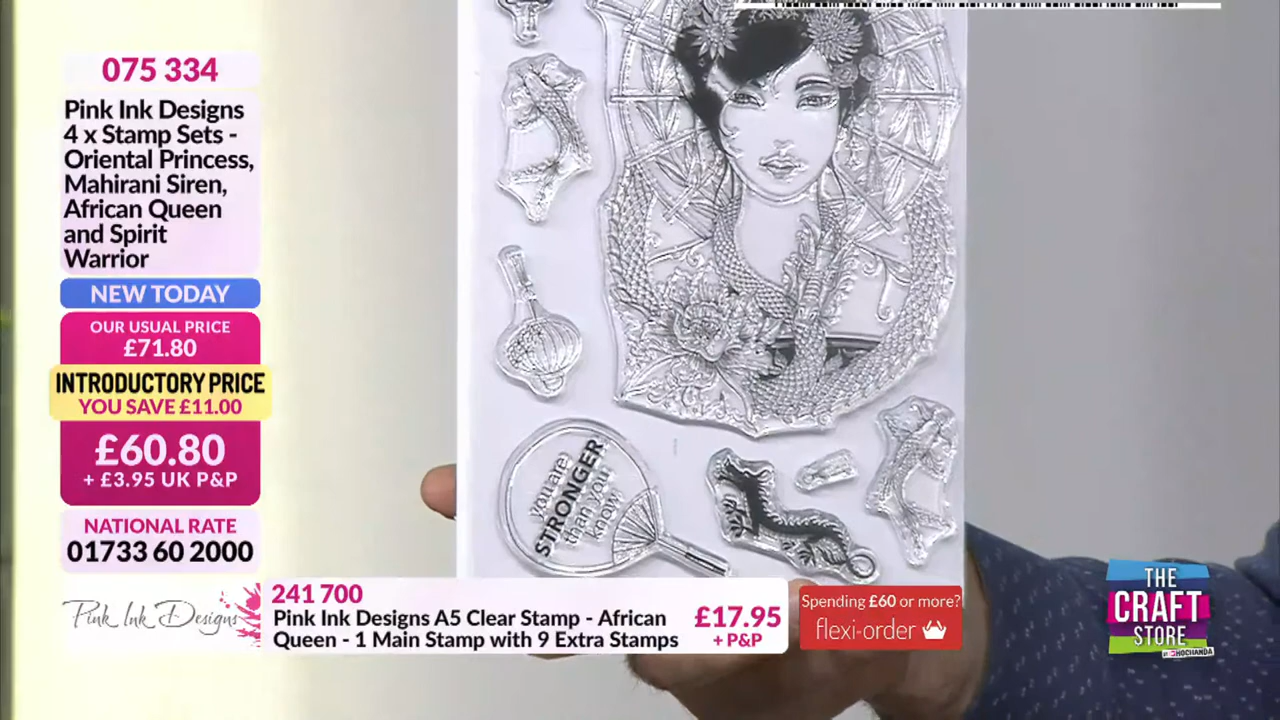 075 334
Pink Ink Designs
4 x Stamp Sets -
Oriental Princess,
Mahirani Siren,
African Queen
and Spirit
Warrior
NEW TODAY
OUR USUAL PRICE
£71.80
INTRODUCTORY PRICE
YOU SAVE £11.00
£60.80
+ £3.95 UK P&P
NATIONAL RATE
01733 60 2000
You are
STRONGER
than you
know
Pink Ink Designs
241 700
Pink Ink Designs A5 Clear Stamp - African
Queen - 1 Main Stamp with 9 Extra Stamps
£17.95
+ P&P
Spending £60 or more?
flexi-order
THE
CRAFT
STORE
at HOCHANDA